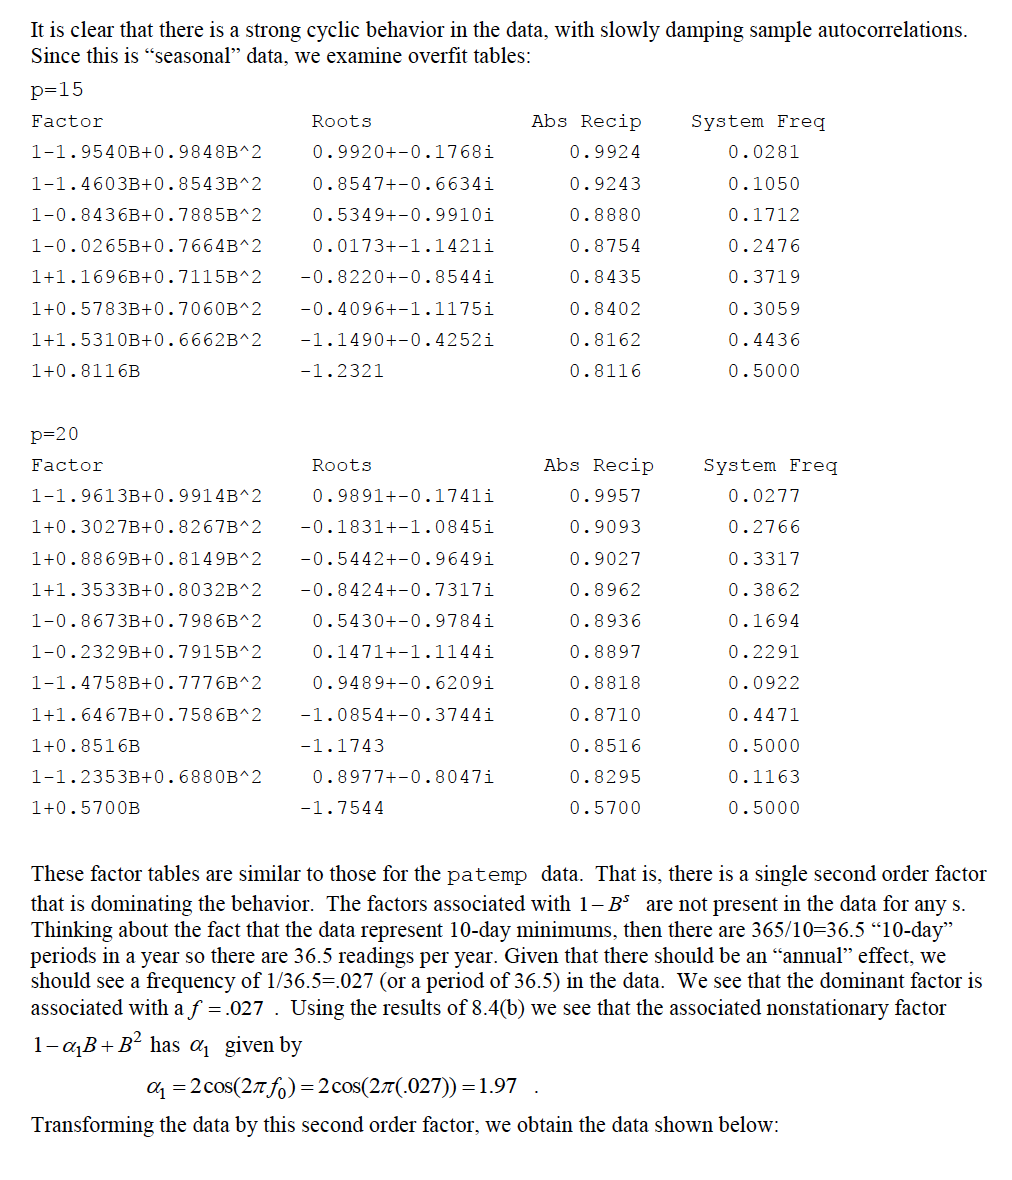 It is clear that there is a strong cyclic behavior in the data, with slowly damping sample autocorrelations.
Since this is “seasonal” data, we examine overfit tables:
p=15
Factor Roots Abs Recip System Freq
1-1.9540B+0.9848B^2 0.9920+-0.1768i 0.9924 0.0281
1-1.4603B+0.8543B^2 0.8547+-0.6634i 0.9243 0.1050
1-0.8436B+0.7885B^2 0.5349+-0.9910i 0.8880 0.1712
1-0.0265B+0.7664B^2 0.0173+-1.1421i 0.8754 0.2476
1+1.1696B+0.7115B^2 -0.8220+-0.8544i 0.8435 0.3719
1+0.5783B+0.7060B^2 -0.4096+-1.1175i 0.8402 0.3059
1+1.5310B+0.6662B^2 -1.1490+-0.4252i 0.8162 0.4436
1+0.8116B -1.2321 0.8116 0.5000
p=20
Factor Roots Abs Recip System Freq
1-1.9613B+0.9914B^2 0.9891+-0.1741i 0.9957 0.0277
1+0.3027B+0.8267B^2 -0.1831+-1.0845i 0.9093 0.2766
1+0.8869B+0.8149B^2 -0.5442+-0.9649i 0.9027 0.3317
1+1.3533B+0.8032B^2 -0.8424+-0.7317i 0.8962 0.3862
1-0.8673B+0.7986B^2 0.5430+-0.9784i 0.8936 0.1694
1-0.2329B+0.7915B^2 0.1471+-1.1144i 0.8897 0.2291
1-1.4758B+0.7776B^2 0.9489+-0.6209i 0.8818 0.0922
1+1.6467B+0.7586B^2 -1.0854+-0.3744i 0.8710 0.4471
1+0.8516B -1.1743 0.8516 0.5000
1-1.2353B+0.6880B^2 0.8977+-0.8047i 0.8295 0.1163
1+0.5700B -1.7544 0.5700 0.5000
These factor tables are similar to those for the patemp data. That is, there is a single second order factor
that is dominating the behavior. The factors associated with 1−Bˢ are not present in the data for any s.
Thinking about the fact that the data represent 10-day minimums, then there are 365/10=36.5 “10-day”
periods in a year so there are 36.5 readings per year. Given that there should be an “annual” effect, we
should see a frequency of 1/36.5=.027 (or a period of 36.5) in the data. We see that the dominant factor is
associated with a f = .027 . Using the results of 8.4(b) we see that the associated nonstationary factor
1−α₁B + B² has α₁ given by
α₁ = 2cos(2πf₀) = 2cos(2π(.027)) = 1.97 .
Transforming the data by this second order factor, we obtain the data shown below: